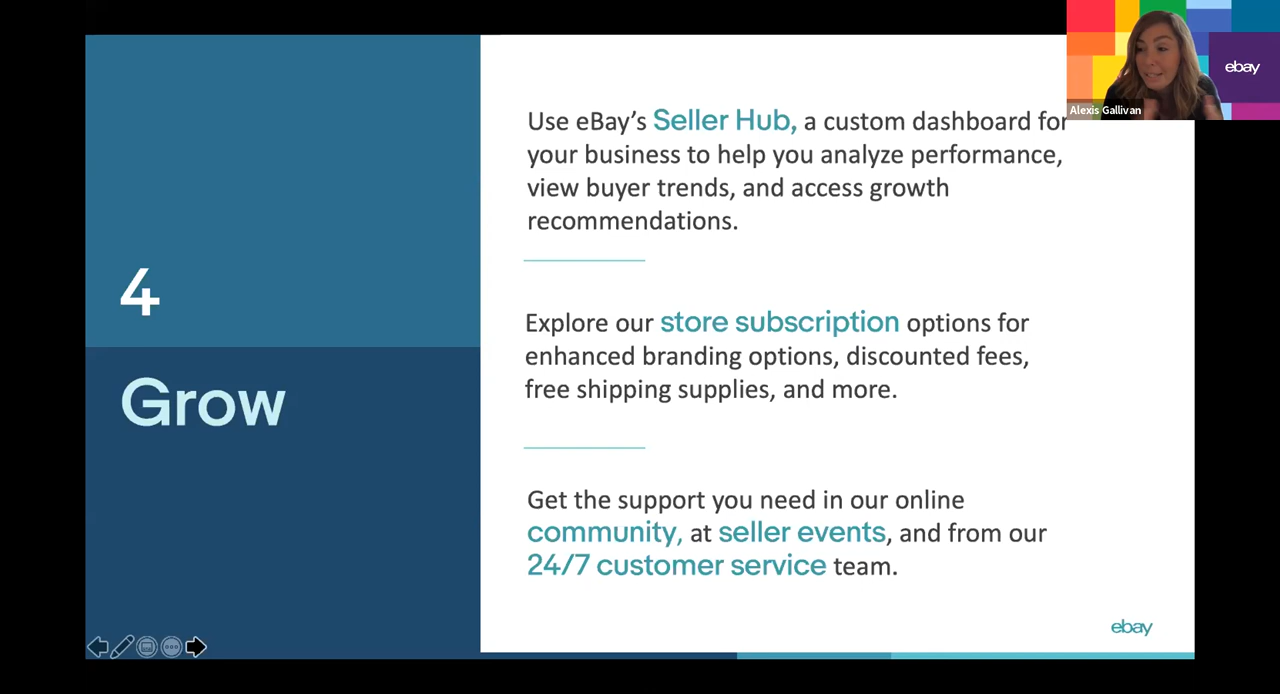 ebay
Alexis Gallivan
4
Grow
Use eBay’s Seller Hub, a custom dashboard for
your business to help you analyze performance,
view buyer trends, and access growth
recommendations.
Explore our store subscription options for
enhanced branding options, discounted fees,
free shipping supplies, and more.
Get the support you need in our online
community, at seller events, and from our
24/7 customer service team.
ebay